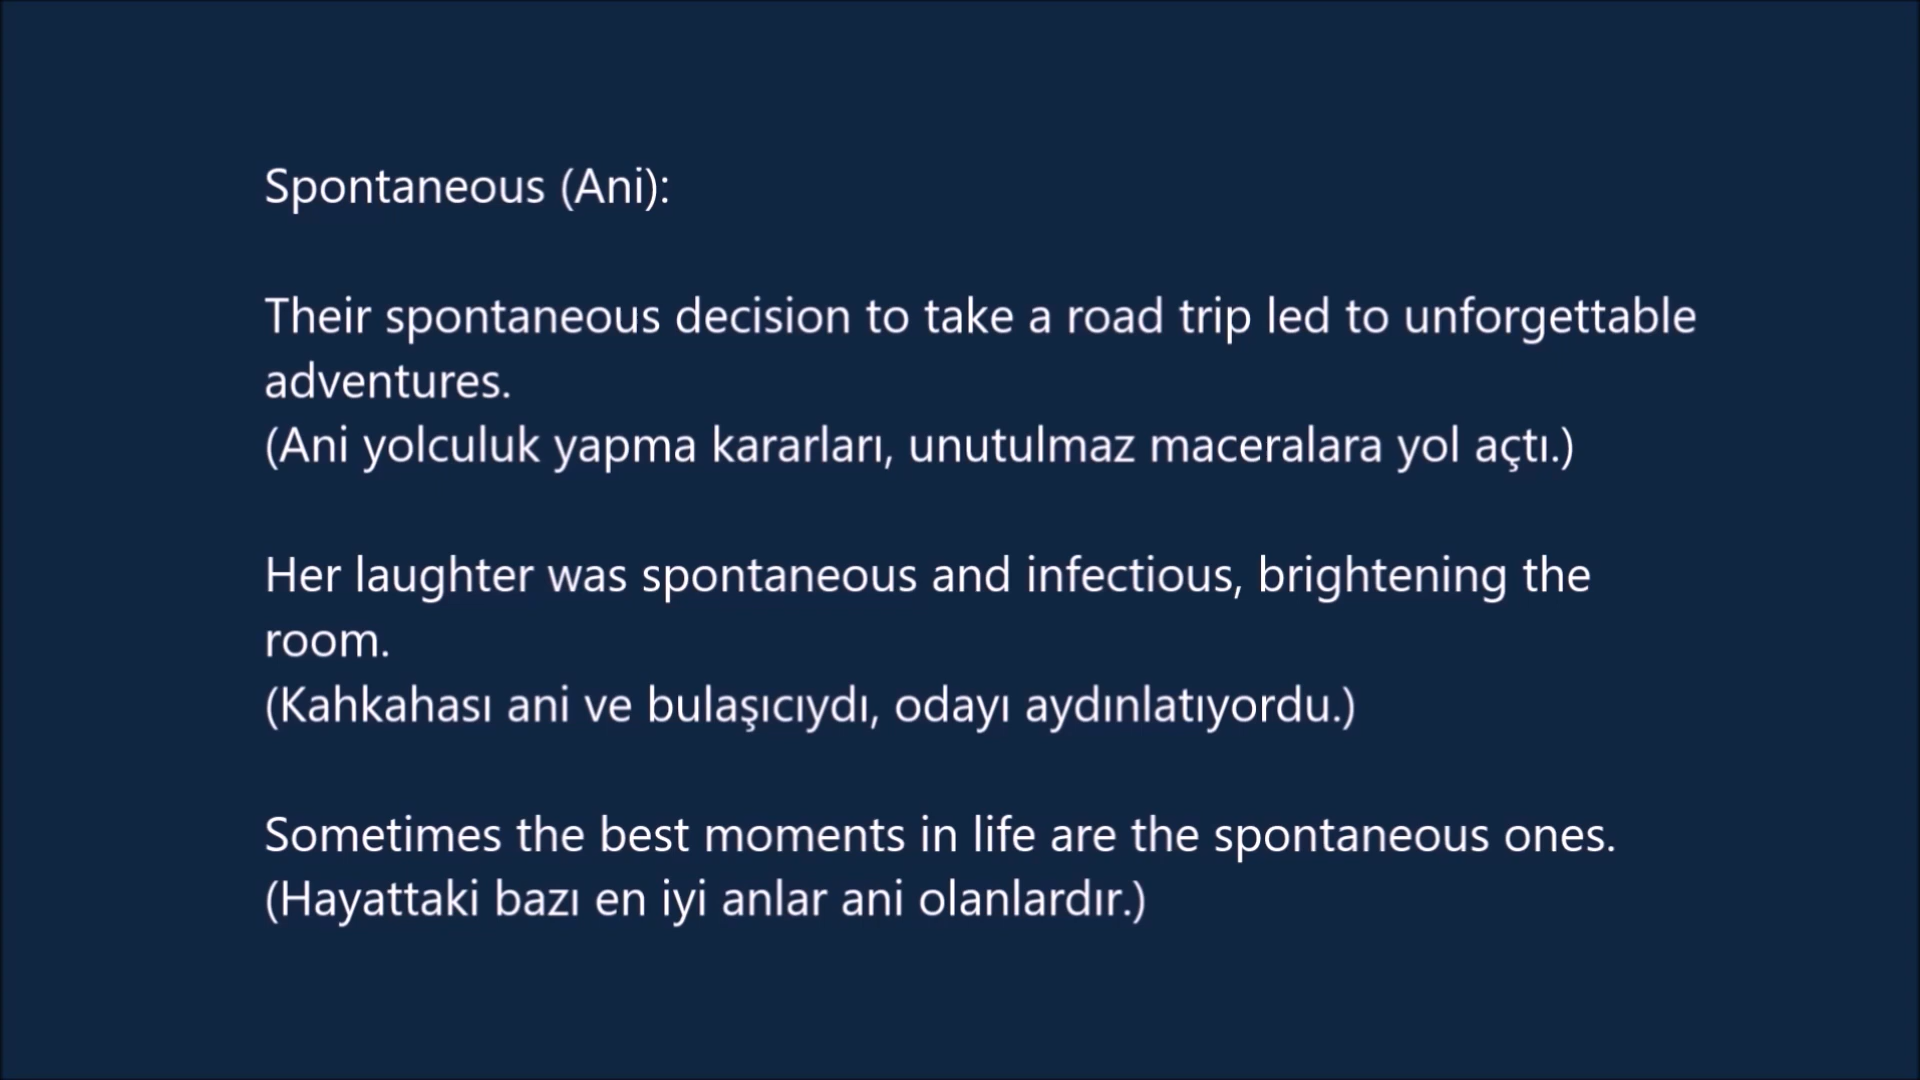 Spontaneous (Ani):
Their spontaneous decision to take a road trip led to unforgettable
adventures.
(Ani yolculuk yapma kararları, unutulmaz maceralara yol açtı.)
Her laughter was spontaneous and infectious, brightening the
room.
(Kahkahası ani ve bulaşıcıydı, odayı aydınlatıyordu.)
Sometimes the best moments in life are the spontaneous ones.
(Hayattaki bazı en iyi anlar ani olanlardır.)